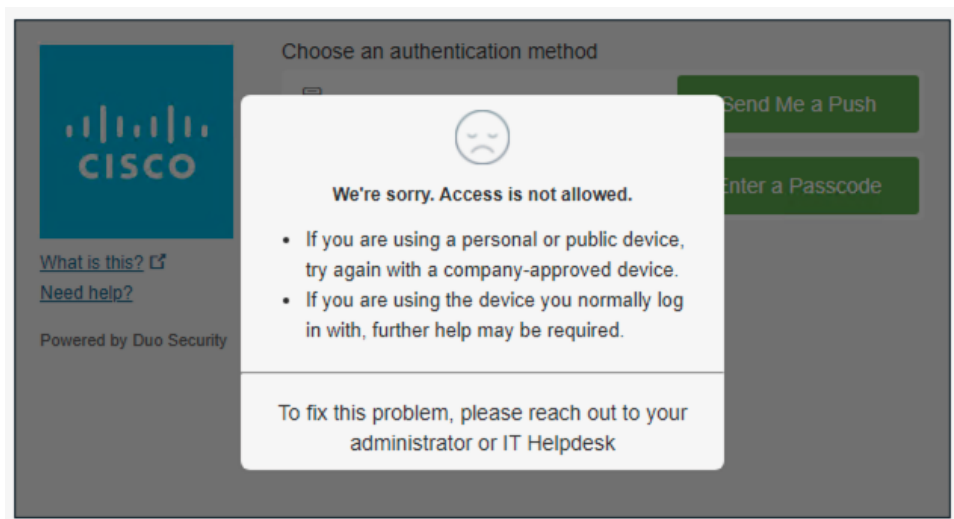 Choose an authentication method
Send Me a Push
CISCO
We're sorry. Access is not allowed.
Enter a Passcode
• If you are using a personal or public device,
try again with a company-approved device.
• If you are using the device you normally log
in with, further help may be required.
What is this?
Need help?
Powered by Duo Security
To fix this problem, please reach out to your
administrator or IT Helpdesk